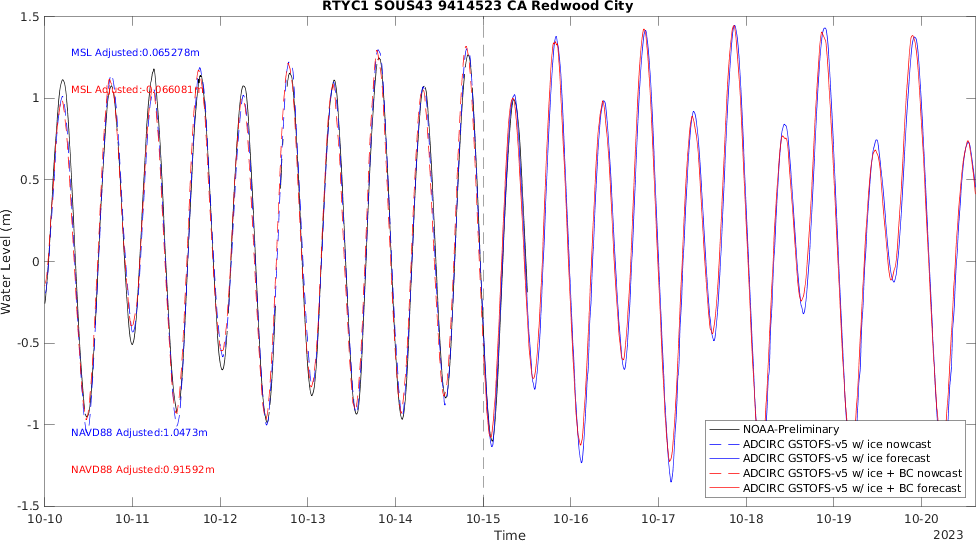 RTYC1 SOUS43 9414523 CA Redwood City
1.5
1
0.5
0
-0.5
-1
-1.5
Water Level (m)
MSL Adjusted:0.065278m
MSL Adjusted:-0.066081m
NAVD88 Adjusted:1.0473m
NAVD88 Adjusted:0.91592m
NOAA-Preliminary
ADCIRC GSTOFS-v5 w/ ice nowcast
ADCIRC GSTOFS-v5 w/ ice forecast
ADCIRC GSTOFS-v5 w/ ice + BC nowcast
ADCIRC GSTOFS-v5 w/ ice + BC forecast
10-10 10-11 10-12 10-13 10-14 10-15 10-16 10-17 10-18 10-19 10-20
Time
2023